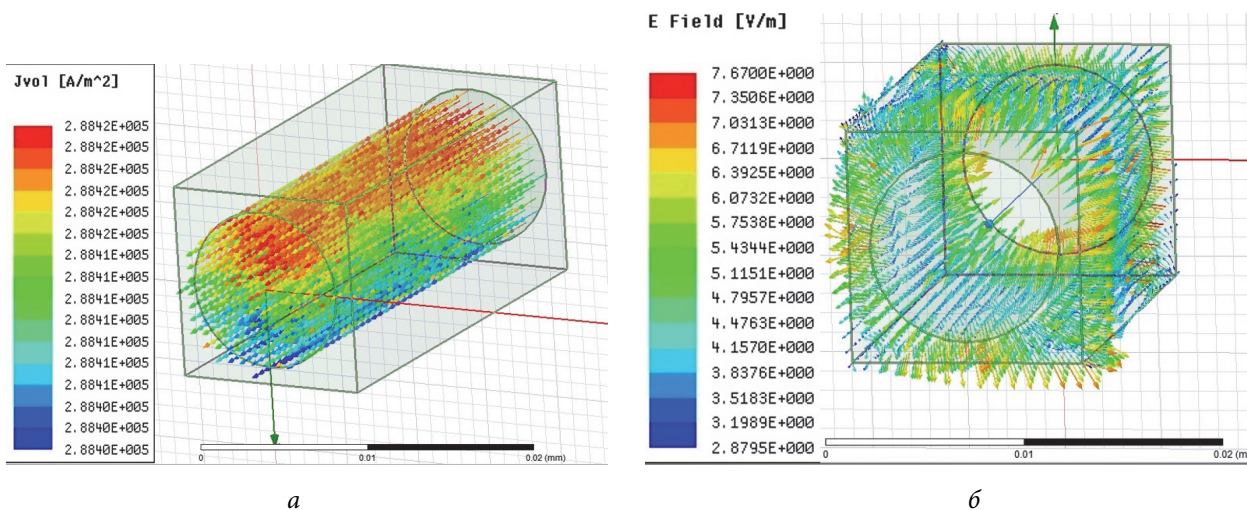 Jvol [A/m^2]
2.8842E+005
2.8842E+005
2.8842E+005
2.8842E+005
2.8842E+005
2.8842E+005
2.8841E+005
2.8841E+005
2.8841E+005
2.8841E+005
2.8841E+005
2.8841E+005
2.8840E+005
2.8840E+005
2.8840E+005
0
0.01
0.02 (mm)
а
E Field [V/m]
7.6700E+000
7.3506E+000
7.0313E+000
6.7119E+000
6.3925E+000
6.0732E+000
5.7538E+000
5.4344E+000
5.1151E+000
4.7957E+000
4.4763E+000
4.1570E+000
3.8376E+000
3.5183E+000
3.1989E+000
2.8795E+000
0.01
0.02 (m
б